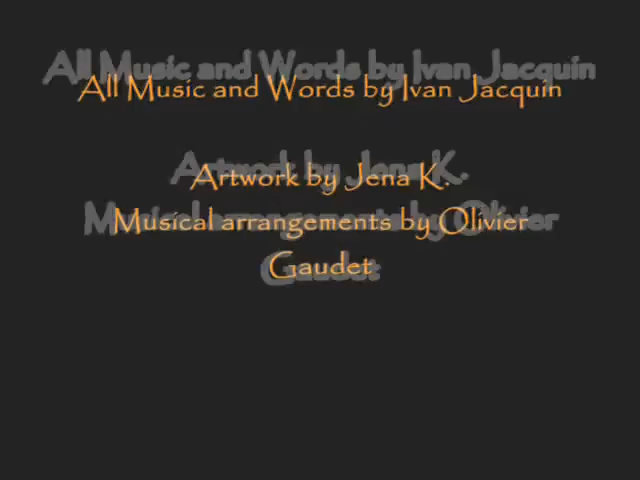 All Music and Words by Ivan Jacquin
Artwork by Jena K.
Musical arrangements by Olivier
Gaudet